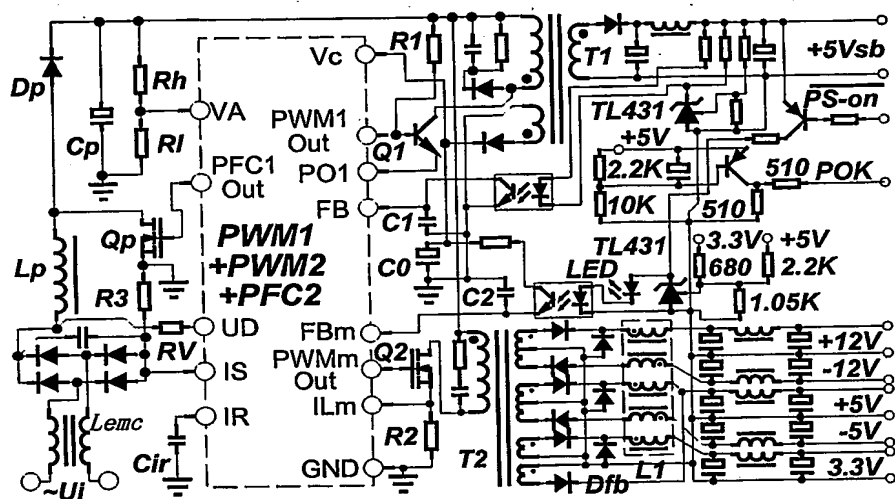 R1
T1
+5Vsb
Vc
Dp
Rh
Cp
Rl
VA
PWM1
Out
Q1
TL431
PS-on
+5V
PO1
PFC1
Out
2.2K
510
POK
FB
C1
10K
510
Qp
PWM1
+PWM2
+PFC2
C0
TL431
LED
3.3V
+5V
680
2.2K
Lp
R3
C2
1.05K
UD
FBm
RV
PWMm
Out
Q2
+12V
IS
-12V
Lemc
IR
ILm
+5V
Cir
R2
-5V
GND
T2
L1
3.3V
~Ui
Dfb